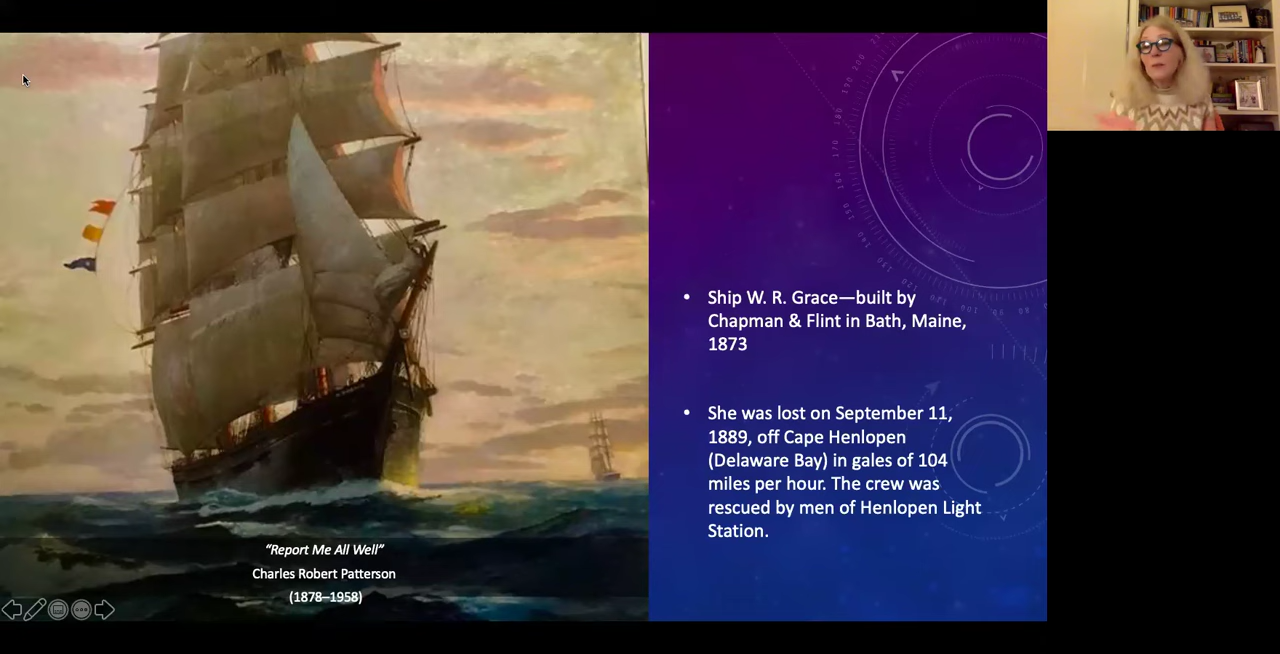 "Report Me All Well"
Charles Robert Patterson
(1878–1958)
• Ship W. R. Grace—built by
Chapman & Flint in Bath, Maine,
1873
• She was lost on September 11,
1889, off Cape Henlopen
(Delaware Bay) in gales of 104
miles per hour. The crew was
rescued by men of Henlopen Light
Station.